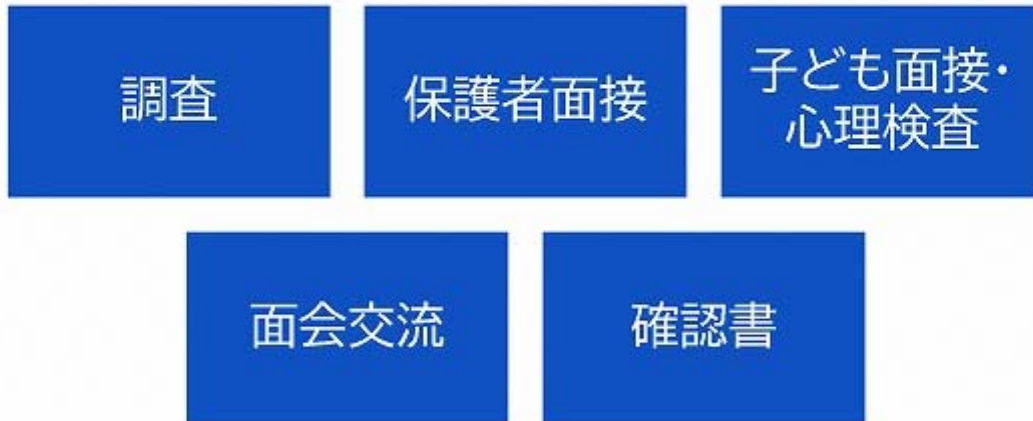 調査
保護者面接
子ども面接・
心理検査
面会交流
確認書